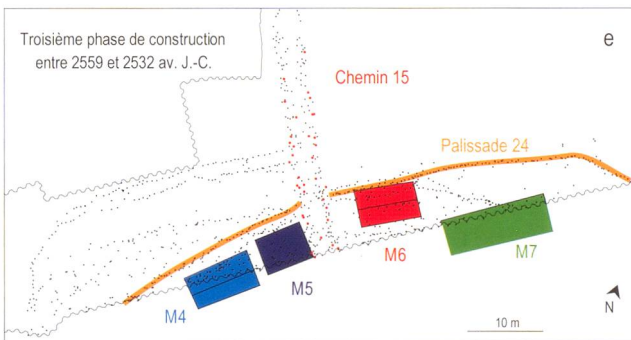 Troisième phase de construction
entre 2559 et 2532 av. J.-C.
e
Chemin 15
Palissade 24
M4
M5
M6
M7
N
10 m